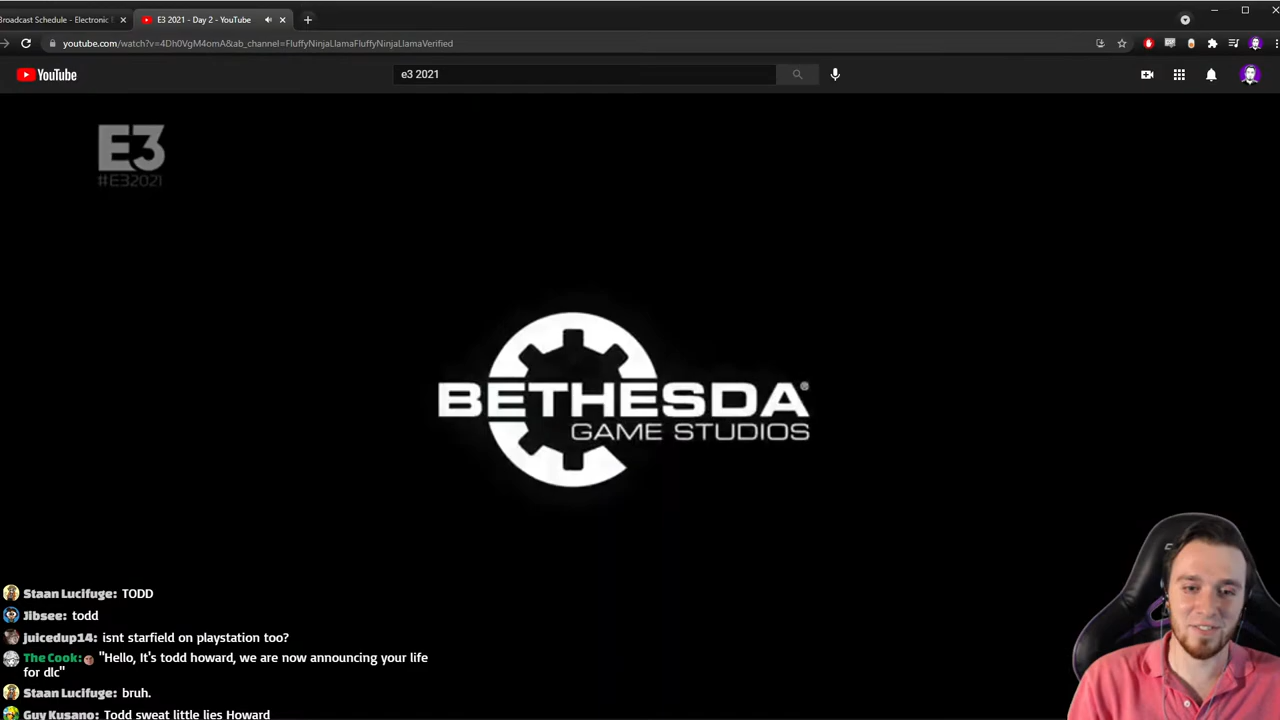 Broadcast Schedule - Electronic E
E3 2021 - Day 2 - YouTube
youtube.com/watch?v=4Dh0VgM4omA&ab_channel=FluffyNinjaLlamaFluffyNinjaLlamaVerified
YouTube
e3 2021
E3
#E32021
BETHESDA®
GAME STUDIOS
Staan Lucifuge: TODD
Jibsee: todd
juicedup14: isnt starfield on playstation too?
The Cook: "Hello, It's todd howard, we are now announcing your life
for dlc"
Staan Lucifuge: bruh.
Guy Kusano: Todd sweat little lies Howard